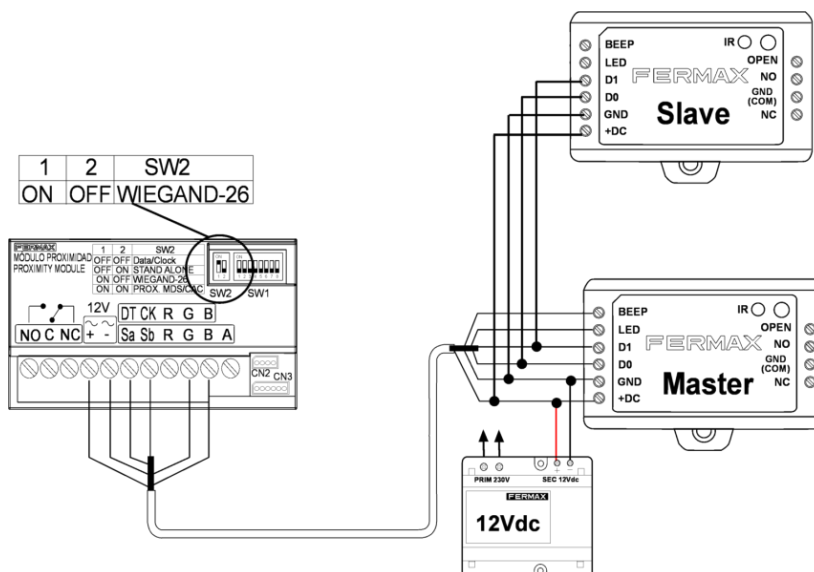 BEEP
LED
D1
D0
GND
+DC
FERMAX
Slave
IR
OPEN
NO
GND
(COM)
NC
1 2 SW2
ON OFF WIEGAND-26
FERMAX
MÓDULO PROXIMIDAD
PROXIMITY MODULE
1 2 SW2
OFF OFF Data/Clock
OFF ON STAND ALONE
ON OFF WIEGAND-26
ON ON PROX. MDS/CAC
SW2 SW1
12V
DT CK R G B
NO C NC + - Sa Sb R G B A
CN2
CN3
BEEP
LED
D1
D0
GND
+DC
FERMAX
Master
IR
OPEN
NO
GND
(COM)
NC
+ -
PRIM 230V SEC 12Vdc
FERMAX
12Vdc